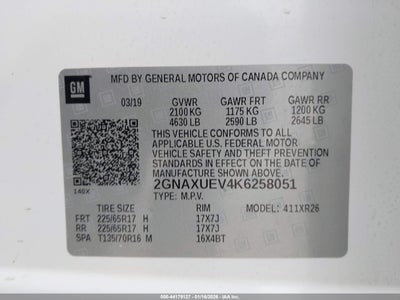 GM
MFD BY GENERAL MOTORS OF CANADA COMPANY
03/19 GVWR GAWR FRT GAWR RR
2100 KG 1175 KG 1200 KG
4630 LB 2590 LB 2645 LB
THIS VEHICLE CONFORMS TO ALL
APPLICABLE U.S. FEDERAL MOTOR
VEHICLE SAFETY AND THEFT PREVENTION
STANDARDS IN EFFECT ON THE DATE OF
MANUFACTURE SHOWN ABOVE.
2GNAXUEV4K6258051
140X TYPE: M.P.V.
TIRE SIZE RIM 411XR26
FRT 225/65R17 H 17X7J
RR 225/65R17 H 17X7J
SPA T135/70R16 M 16X4BT